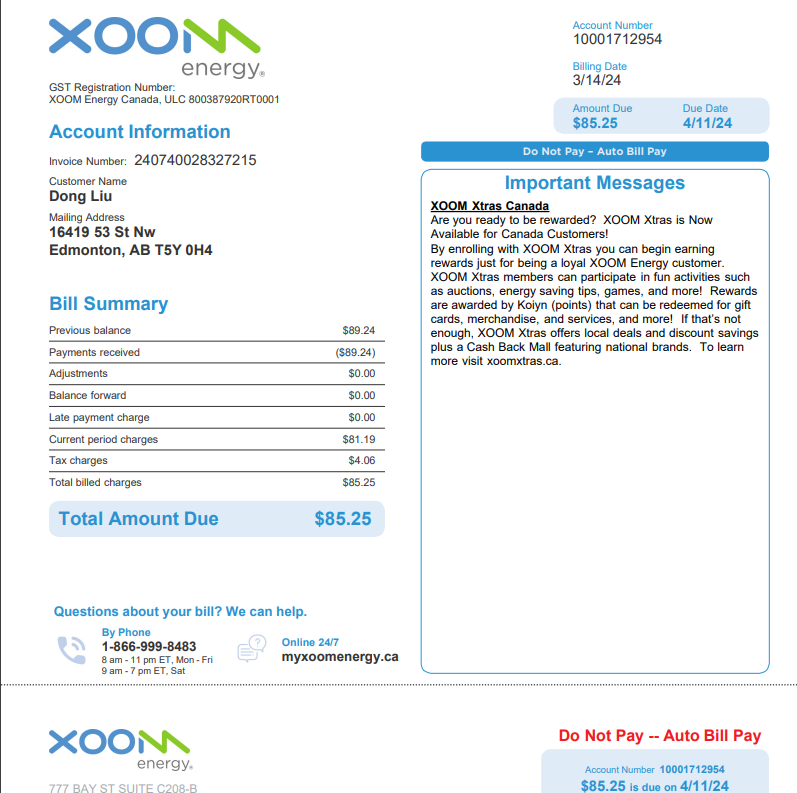 XOOM
energy®
GST Registration Number:
XOOM Energy Canada, ULC 800387920RT0001
Account Number
10001712954
Billing Date
3/14/24
Amount Due Due Date
$85.25 4/11/24
Do Not Pay – Auto Bill Pay
Account Information
Invoice Number: 240740028327215
Customer Name
Dong Liu
Mailing Address
16419 53 St Nw
Edmonton, AB T5Y 0H4
Bill Summary
Previous balance $89.24
Payments received ($89.24)
Adjustments $0.00
Balance forward $0.00
Late payment charge $0.00
Current period charges $81.19
Tax charges $4.06
Total billed charges $85.25
Total Amount Due $85.25
Important Messages
XOOM Xtras Canada
Are you ready to be rewarded? XOOM Xtras is Now
Available for Canada Customers!
By enrolling with XOOM Xtras you can begin earning
rewards just for being a loyal XOOM Energy customer.
XOOM Xtras members can participate in fun activities such
as auctions, energy saving tips, games, and more! Rewards
are awarded by Koiyn (points) that can be redeemed for gift
cards, merchandise, and services, and more! If that's not
enough, XOOM Xtras offers local deals and discount savings
plus a Cash Back Mall featuring national brands. To learn
more visit xoomxtras.ca.
Questions about your bill? We can help.
By Phone
1-866-999-8483
8 am - 11 pm ET, Mon - Fri
9 am - 7 pm ET, Sat
?
Online 24/7
myxoomenergy.ca
XOOM
energy®
777 BAY ST SUITE C208-B
Do Not Pay -- Auto Bill Pay
Account Number 10001712954
$85.25 is due on 4/11/24